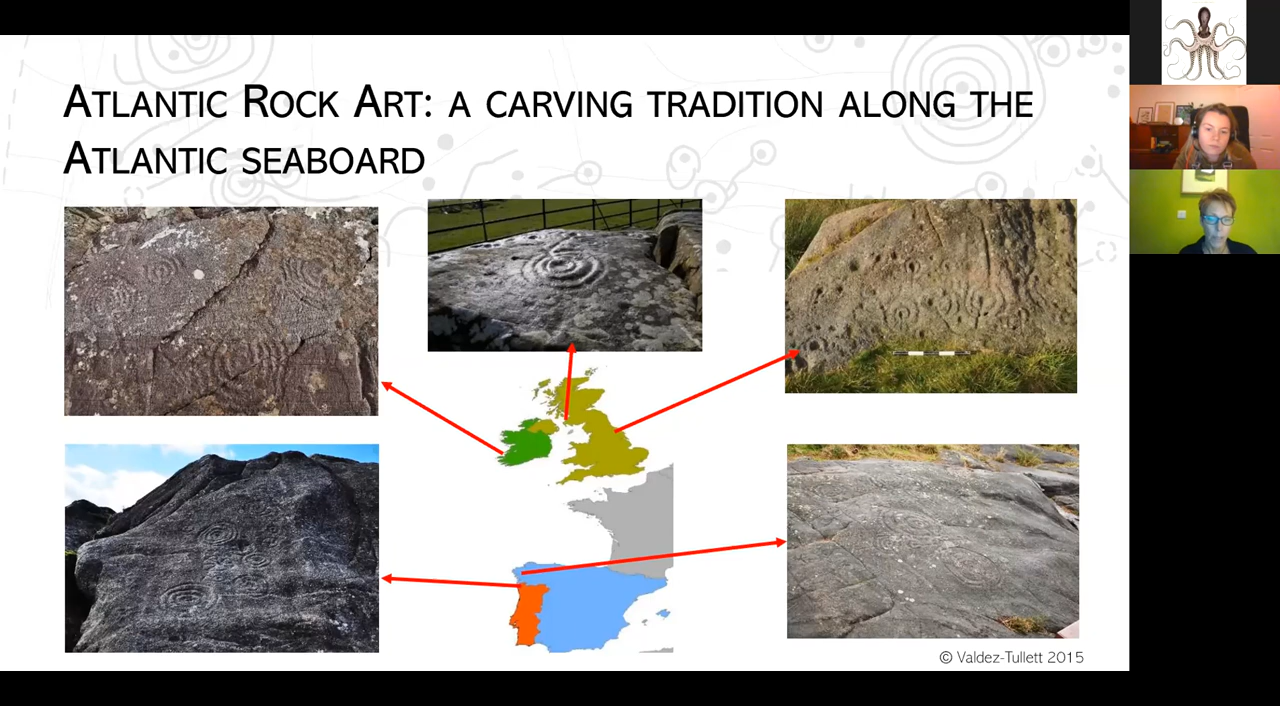 Atlantic Rock Art: a carving tradition along the
Atlantic seaboard
© Valdez-Tullett 2015